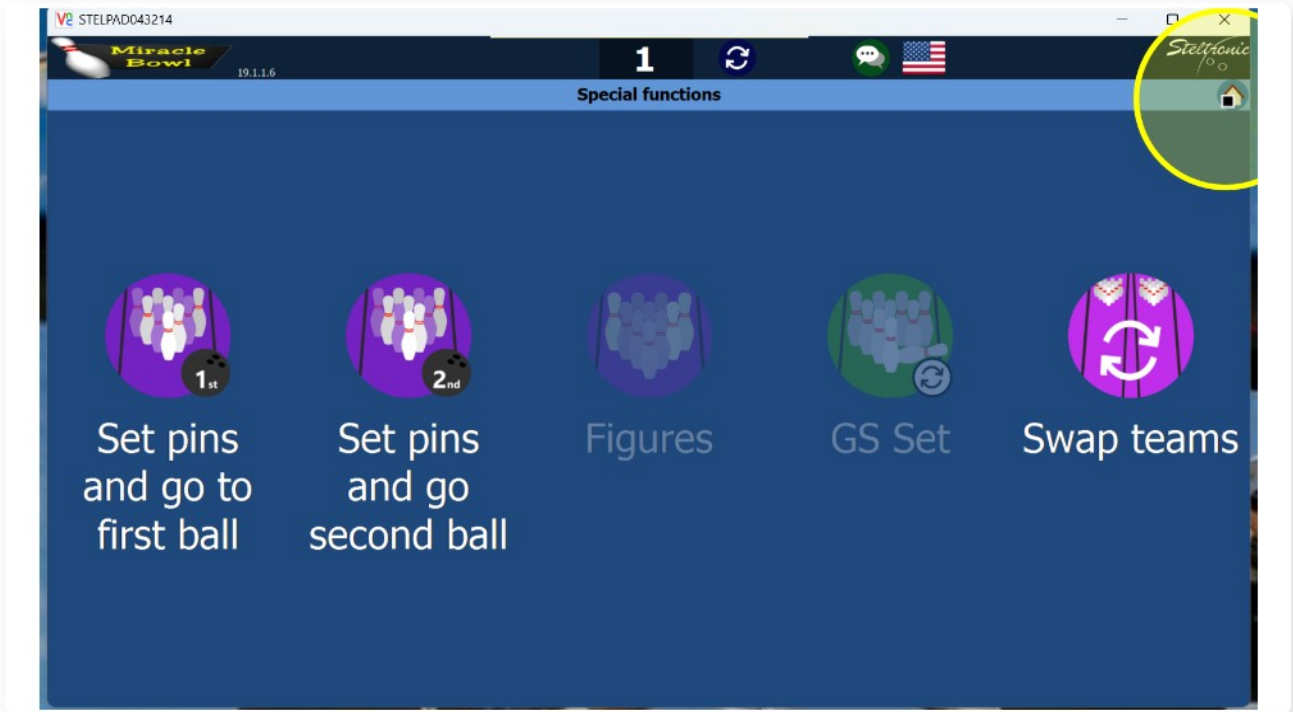 V2 STELPAD043214
Miracle
Bowl
19.1.1.6
1
Steltronic
Special functions
1st
2nd
Set pins
and go to
first ball
Set pins
and go
second ball
Figures
GS Set
Swap teams